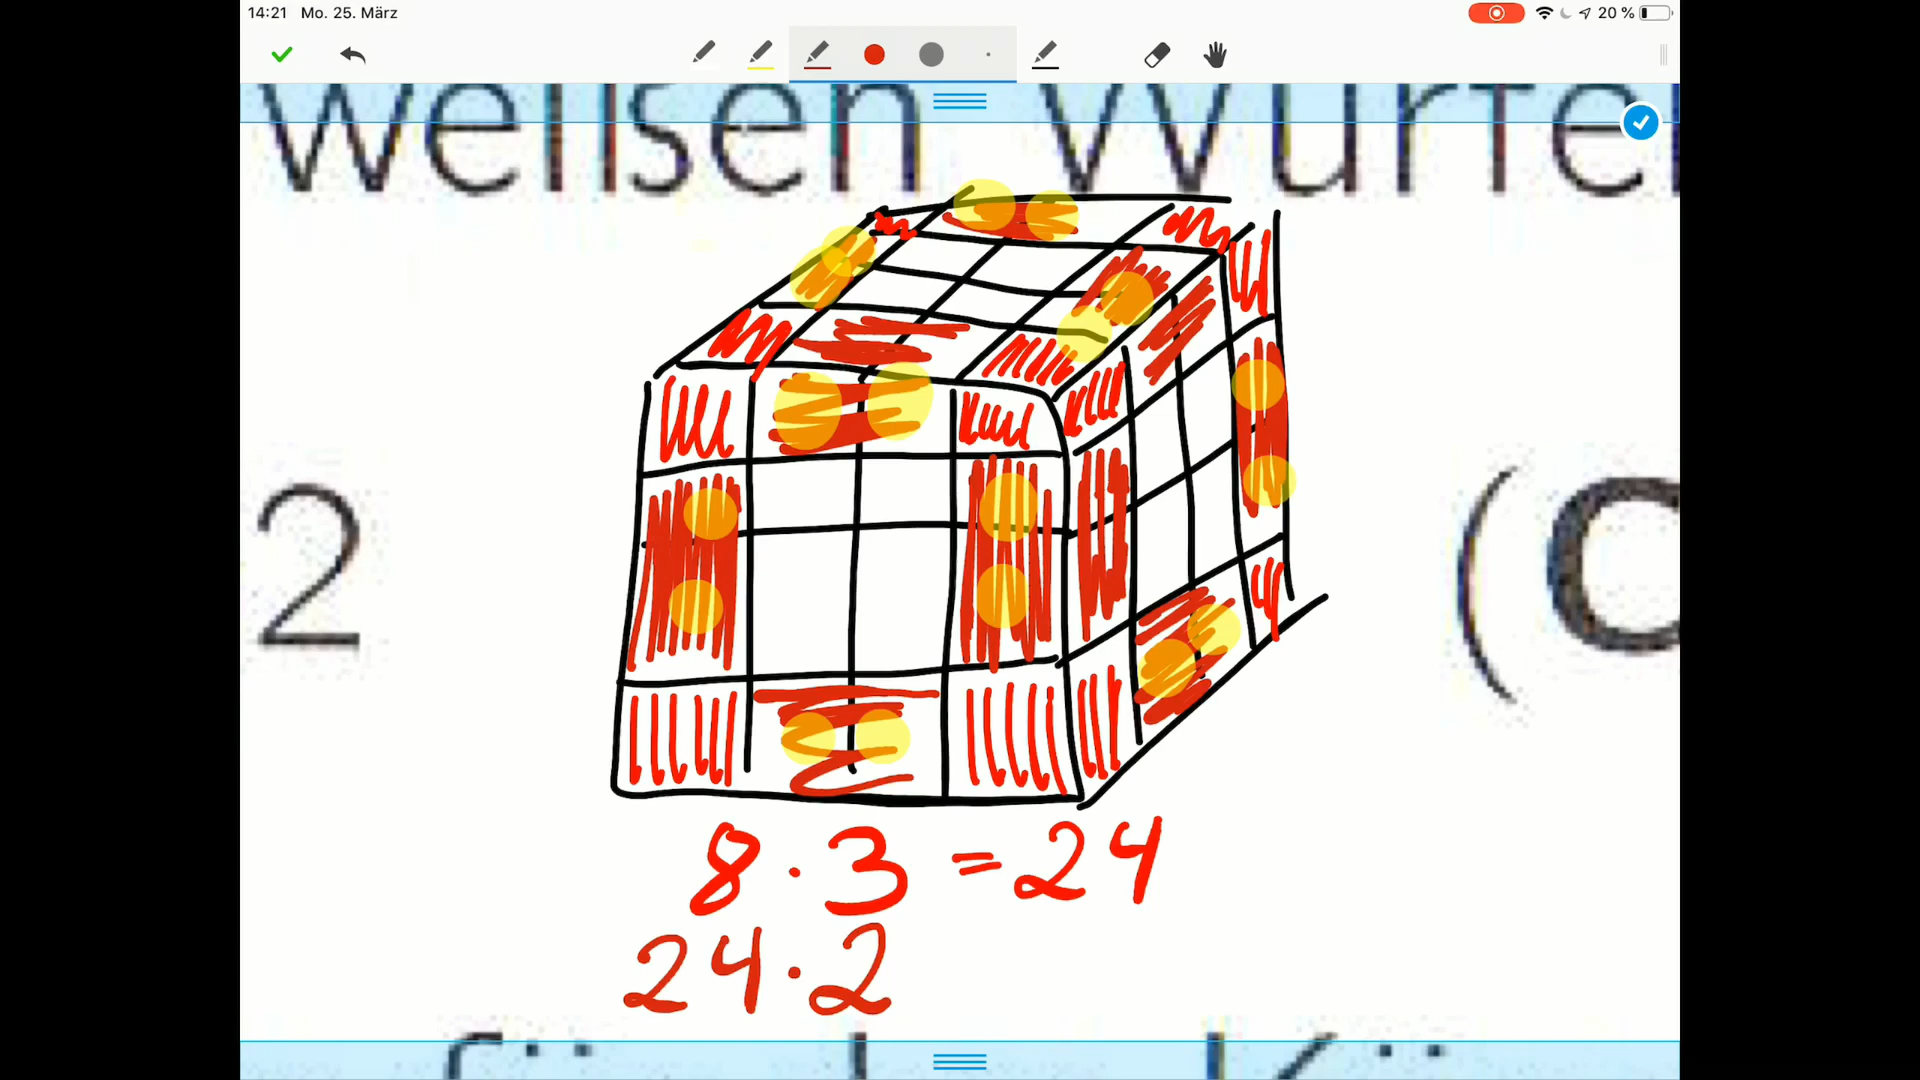 14:21 Mo. 25. März 20 %
weißen Würfel
2 (C
8 · 3 = 24
24 · 2